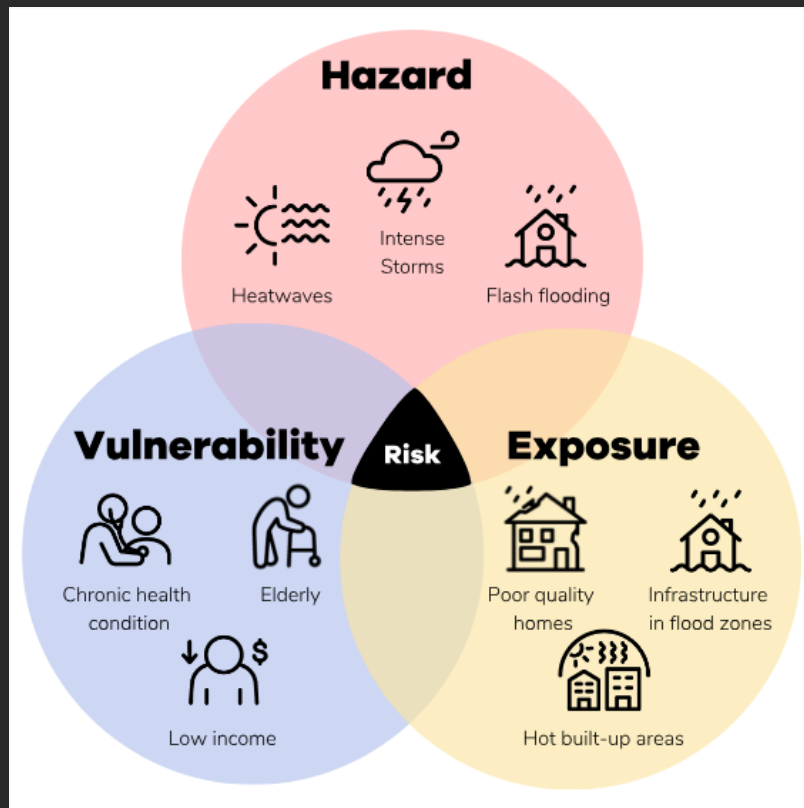 Hazard
Intense
Storms
Heatwaves
Flash flooding
Vulnerability
Risk
Exposure
Chronic health
condition
Elderly
Poor quality
homes
Infrastructure
in flood zones
$
Low income
Hot built-up areas